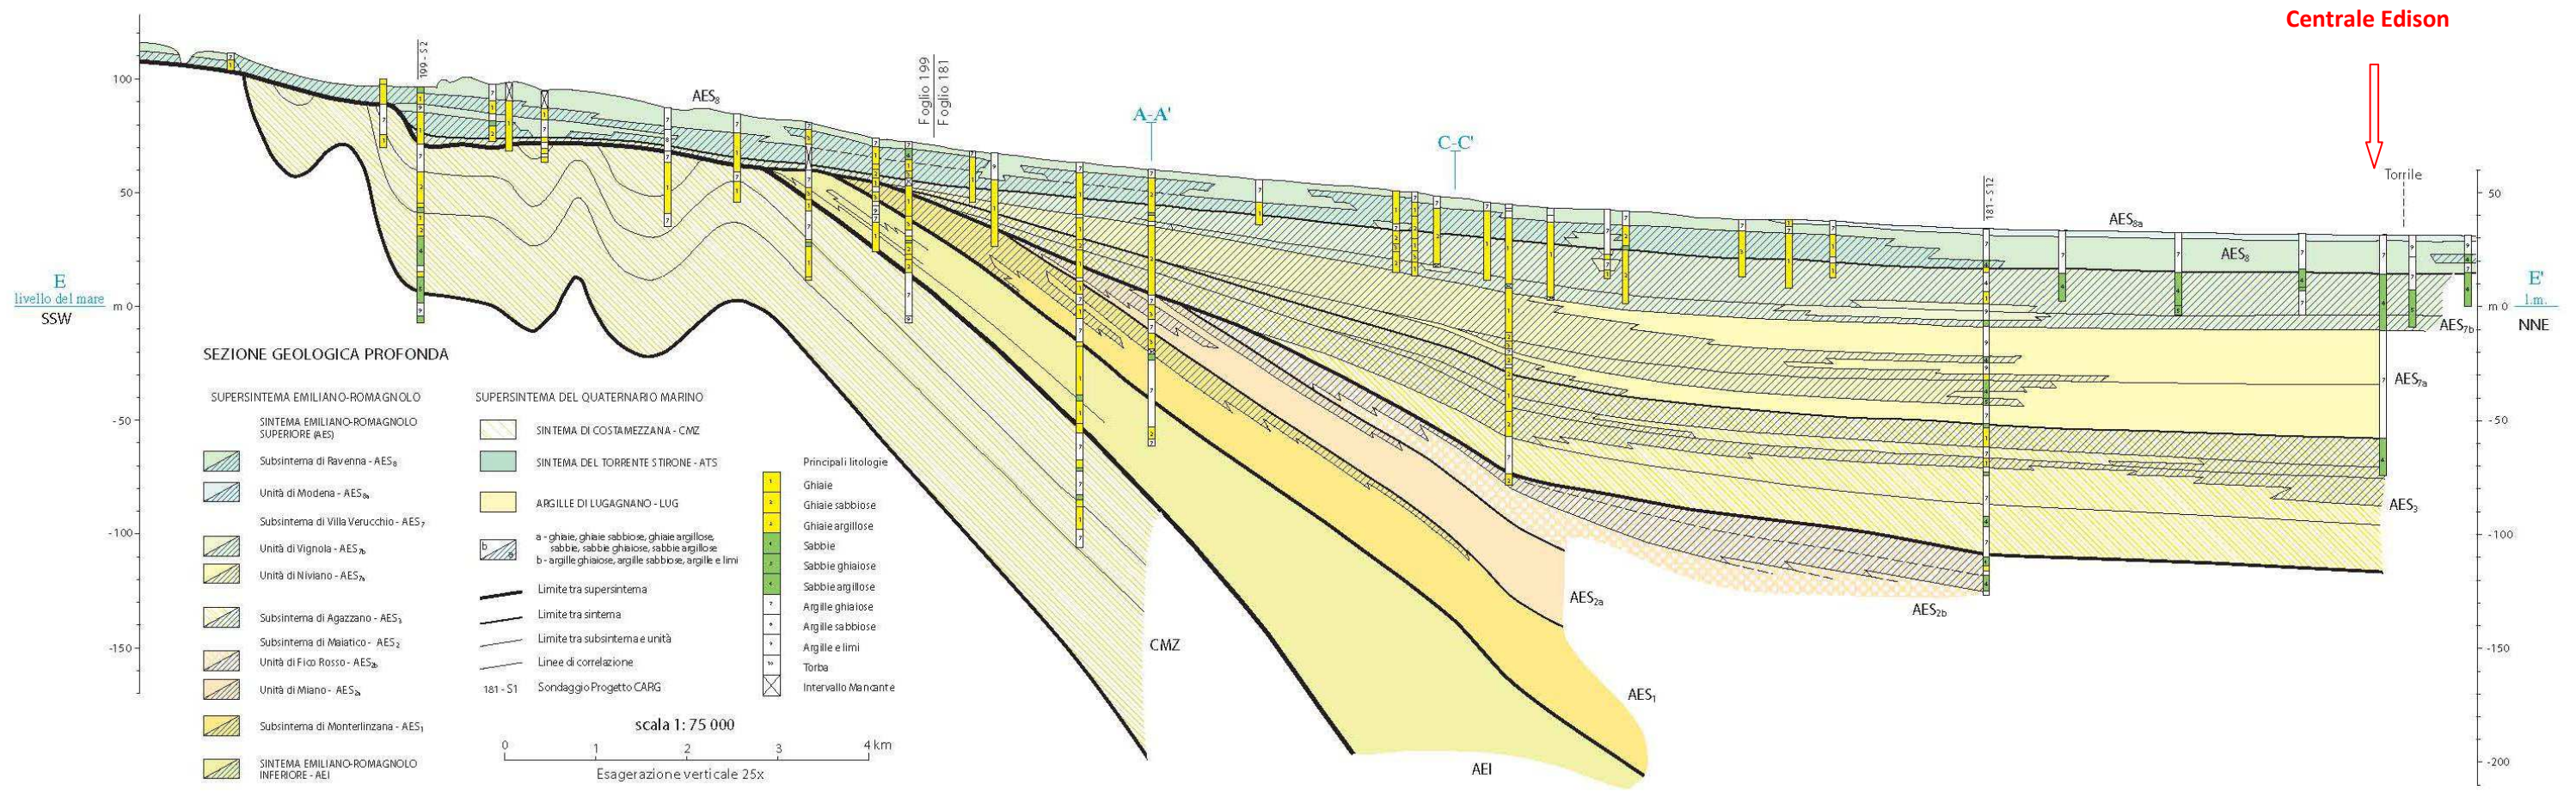 Centrale Edison
199 - S 2
Foglio 199
Foglio 181
AES8
A-A'
C-C'
181 - S 12
Torrile
100
50
m 0
-50
-100
-150
50
m 0
-50
-100
-150
-200
E
livello del mare
SSW
E'
l.m.
NNE
AES8a
AES8
AES7b
AES7a
AES3
AES2b
AES2a
AES1
AEI
CMZ
SEZIONE GEOLOGICA PROFONDA
SUPERSINTEMA EMILIANO-ROMAGNOLO
SINTEMA EMILIANO-ROMAGNOLO
SUPERIORE (AES)
Subsintema di Ravenna - AES8
Unità di Modena - AES8a
Subsintema di Villa Verucchio - AES7
Unità di Vignola - AES7b
Unità di Niviano - AES7a
Subsintema di Agazzano - AES3
Subsintema di Maiatico - AES2
Unità di Fico Rosso - AES2b
Unità di Miano - AES2a
Subsintema di Monterlinzana - AES1
SINTEMA EMILIANO-ROMAGNOLO
INFERIORE - AEI
SUPERSINTEMA DEL QUATERNARIO MARINO
SINTEMA DI COSTAMEZZANA - CMZ
SINTEMA DEL TORRENTE STIRONE - ATS
ARGILLE DI LUGAGNANO - LUG
a - ghiaie, ghiaie sabbiose, ghiaie argillose,
sabbie, sabbie ghiaiose, sabbie argillose
b - argille ghiaiose, argille sabbiose, argille e limi
Limite tra supersintema
Limite tra sintema
Limite tra subsintema e unità
Linee di correlazione
181 - S1 Sondaggio Progetto CARG
Principali litologie
Ghiaie
Ghiaie sabbiose
Ghiaie argillose
Sabbie
Sabbie ghiaiose
Sabbie argillose
Argille ghiaiose
Argille sabbiose
Argille e limi
Torba
Intervallo Mancante
scala 1: 75 000
0 1 2 3 4 km
Esagerazione verticale 25x